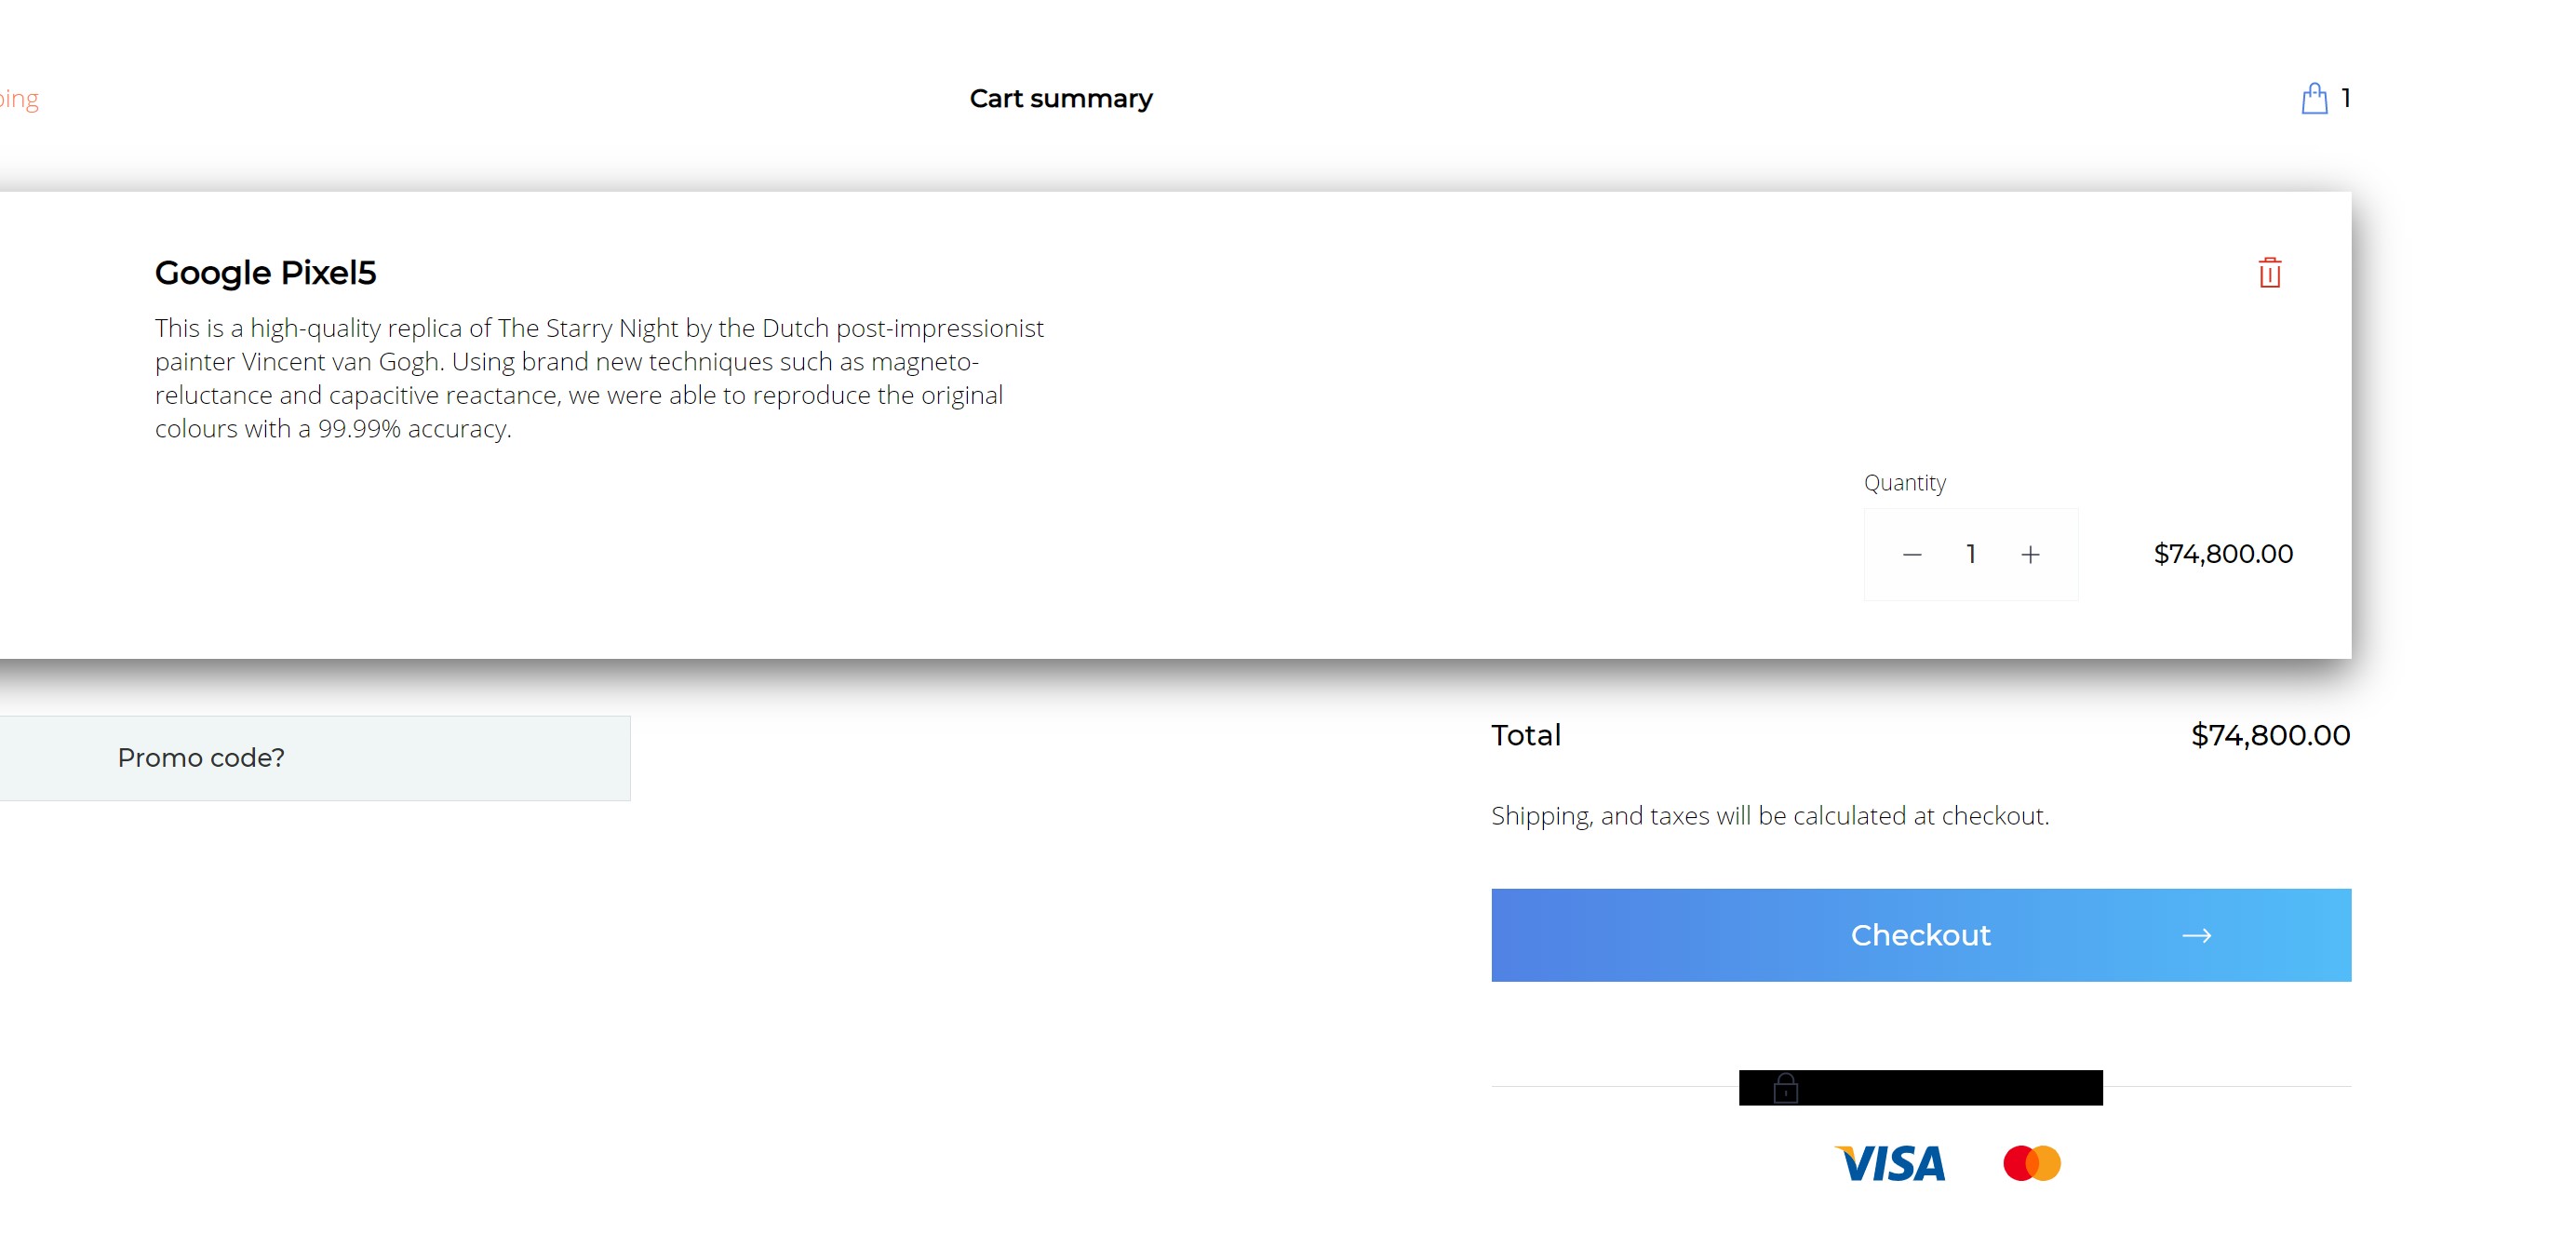 Cart summary
1
Google Pixel5
This is a high-quality replica of The Starry Night by the Dutch post-impressionist
painter Vincent van Gogh. Using brand new techniques such as magneto-
reluctance and capacitive reactance, we were able to reproduce the original
colours with a 99.99% accuracy.
Quantity
− 1 + $74,800.00
Promo code?
Total $74,800.00
Shipping, and taxes will be calculated at checkout.
Checkout →
VISA